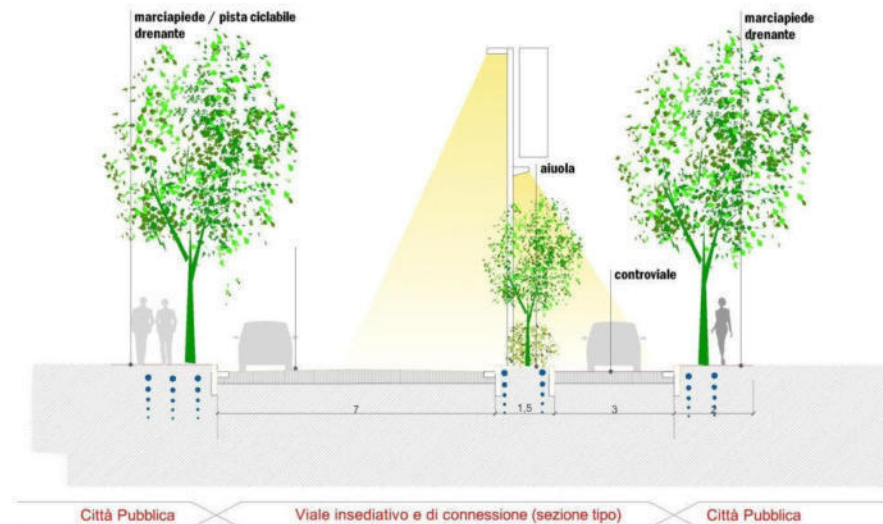 marciapiede / pista ciclabile
drenante
marciapiede
drenante
aiuola
controviale
7
1,5
3
2
Città Pubblica
Viale insediativo e di connessione (sezione tipo)
Città Pubblica